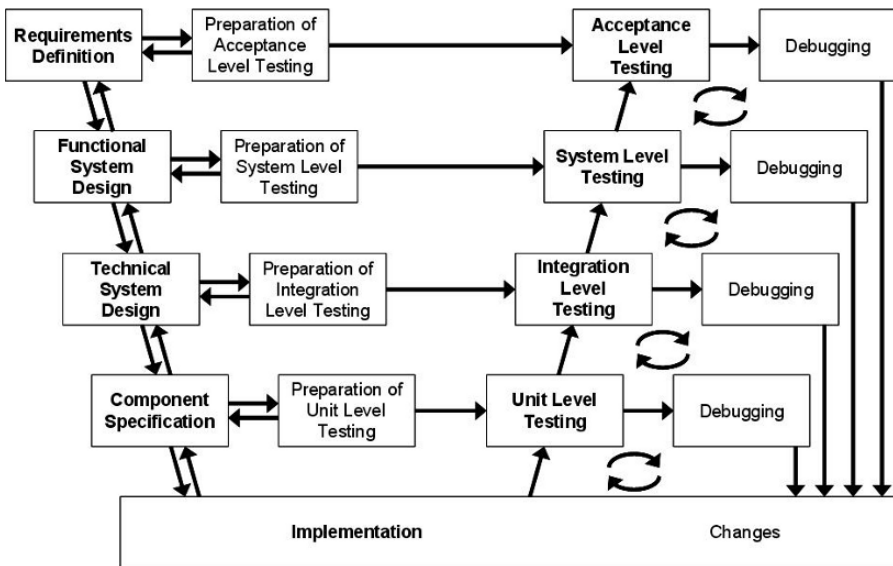 Requirements
Definition
Preparation of
Acceptance
Level Testing
Acceptance
Level
Testing
Debugging
Functional
System
Design
Preparation of
System Level
Testing
System Level
Testing
Debugging
Technical
System
Design
Preparation of
Integration
Level Testing
Integration
Level
Testing
Debugging
Component
Specification
Preparation of
Unit Level
Testing
Unit Level
Testing
Debugging
Implementation
Changes